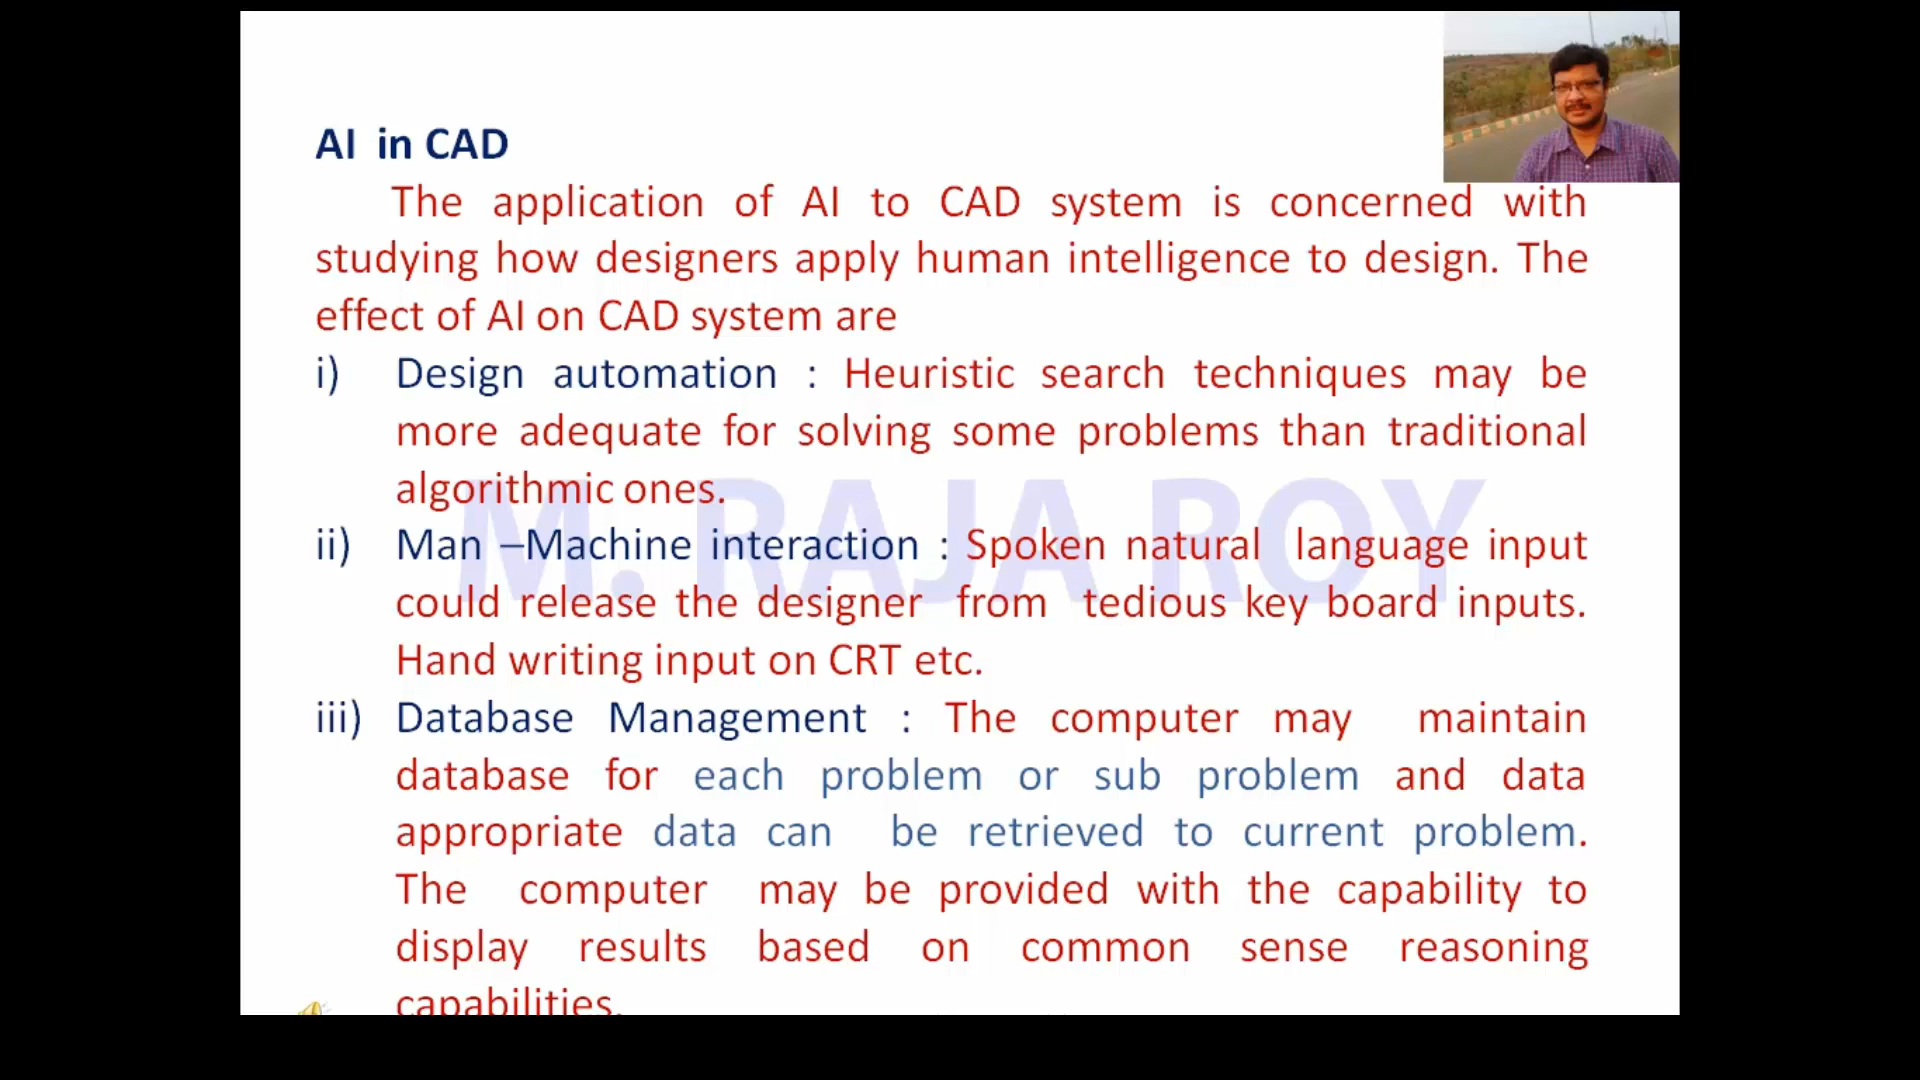 AI in CAD
The application of AI to CAD system is concerned with
studying how designers apply human intelligence to design. The
effect of AI on CAD system are
i) Design automation : Heuristic search techniques may be
more adequate for solving some problems than traditional
algorithmic ones.
M. RAJA ROY
ii) Man –Machine interaction : Spoken natural language input
could release the designer from tedious key board inputs.
Hand writing input on CRT etc.
iii) Database Management : The computer may maintain
database for each problem or sub problem and data
appropriate data can be retrieved to current problem.
The computer may be provided with the capability to
display results based on common sense reasoning
capabilities.